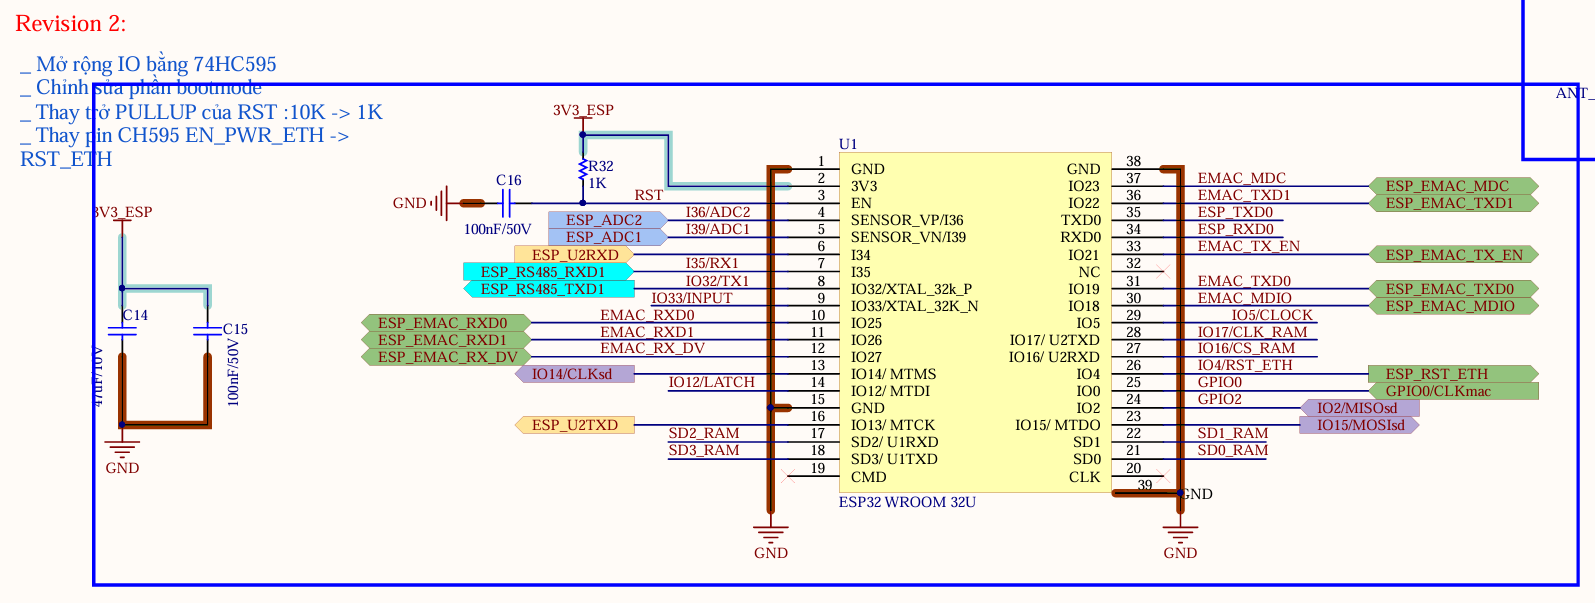 Revision 2:
_ Mở rộng IO bằng 74HC595
_ Chỉnh sửa phần bootmode
_ Thay trở PULLUP của RST :10K -> 1K
_ Thay pin CH595 EN_PWR_ETH ->
RST_ETH
ANT_
3V3_ESP
R32
1K
C16
100nF/50V
GND
RST
3V3_ESP
C14
47uF/10V
C15
100nF/50V
GND
U1
ESP_ADC2 I36/ADC2
ESP_ADC1 I39/ADC1
ESP_U2RXD
ESP_RS485_RXD1 I35/RX1
ESP_RS485_TXD1 IO32/TX1
IO33/INPUT
ESP_EMAC_RXD0 EMAC_RXD0
ESP_EMAC_RXD1 EMAC_RXD1
ESP_EMAC_RX_DV EMAC_RX_DV
IO14/CLKsd
IO12/LATCH
ESP_U2TXD
SD2_RAM
SD3_RAM
1 GND
2 3V3
3 EN
4 SENSOR_VP/I36
5 SENSOR_VN/I39
6 I34
7 I35
8 IO32/XTAL_32k_P
9 IO33/XTAL_32K_N
10 IO25
11 IO26
12 IO27
13 IO14/ MTMS
14 IO12/ MTDI
15 GND
16 IO13/ MTCK
17 SD2/ U1RXD
18 SD3/ U1TXD
19 CMD
GND 38
IO23 37 EMAC_MDC ESP_EMAC_MDC
IO22 36 EMAC_TXD1 ESP_EMAC_TXD1
TXD0 35 ESP_TXD0
RXD0 34 ESP_RXD0
IO21 33 EMAC_TX_EN ESP_EMAC_TX_EN
NC 32
IO19 31 EMAC_TXD0 ESP_EMAC_TXD0
IO18 30 EMAC_MDIO ESP_EMAC_MDIO
IO5 29 IO5/CLOCK
IO17/ U2TXD 28 IO17/CLK_RAM
IO16/ U2RXD 27 IO16/CS_RAM
IO4 26 IO4/RST_ETH ESP_RST_ETH
IO0 25 GPIO0 GPIO0/CLKmac
IO2 24 GPIO2 IO2/MISOsd
IO15/ MTDO 23 IO15/MOSIsd
SD1 22 SD1_RAM
SD0 21 SD0_RAM
CLK 20
39 GND
ESP32 WROOM 32U
GND
GND